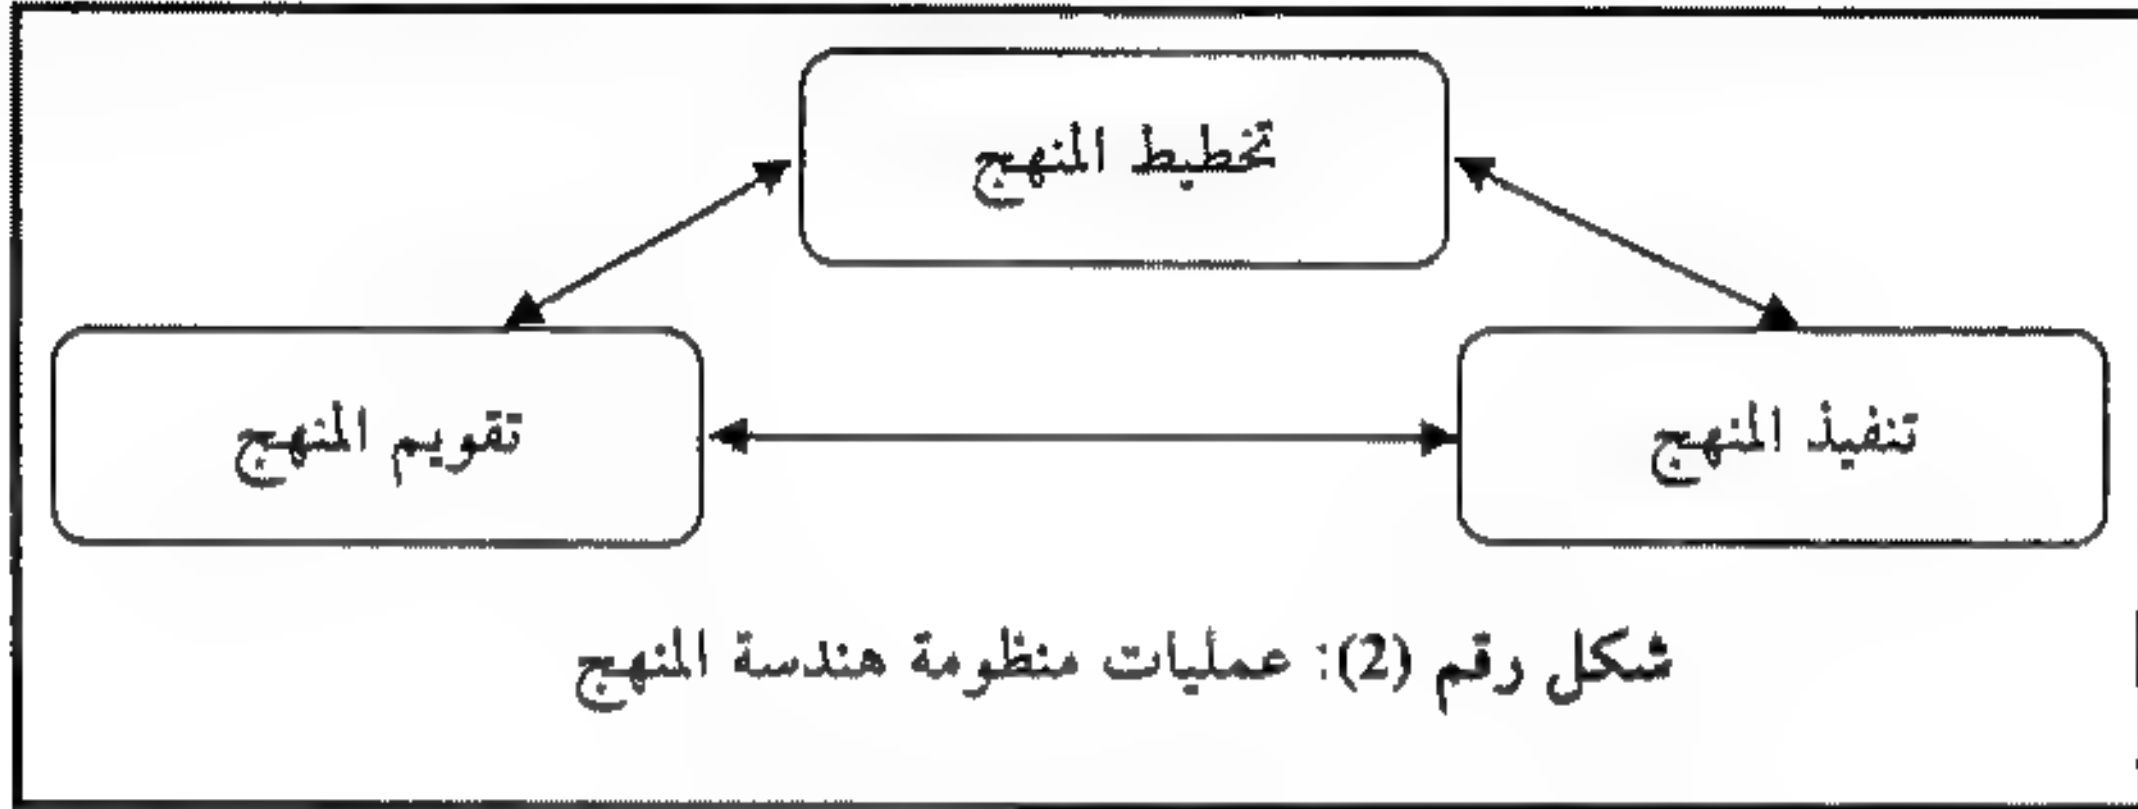 تخطيط المنهج
تنفيذ المنهج
تقويم المنهج
شكل رقم (2): عمليات منظومة هندسة المنهج